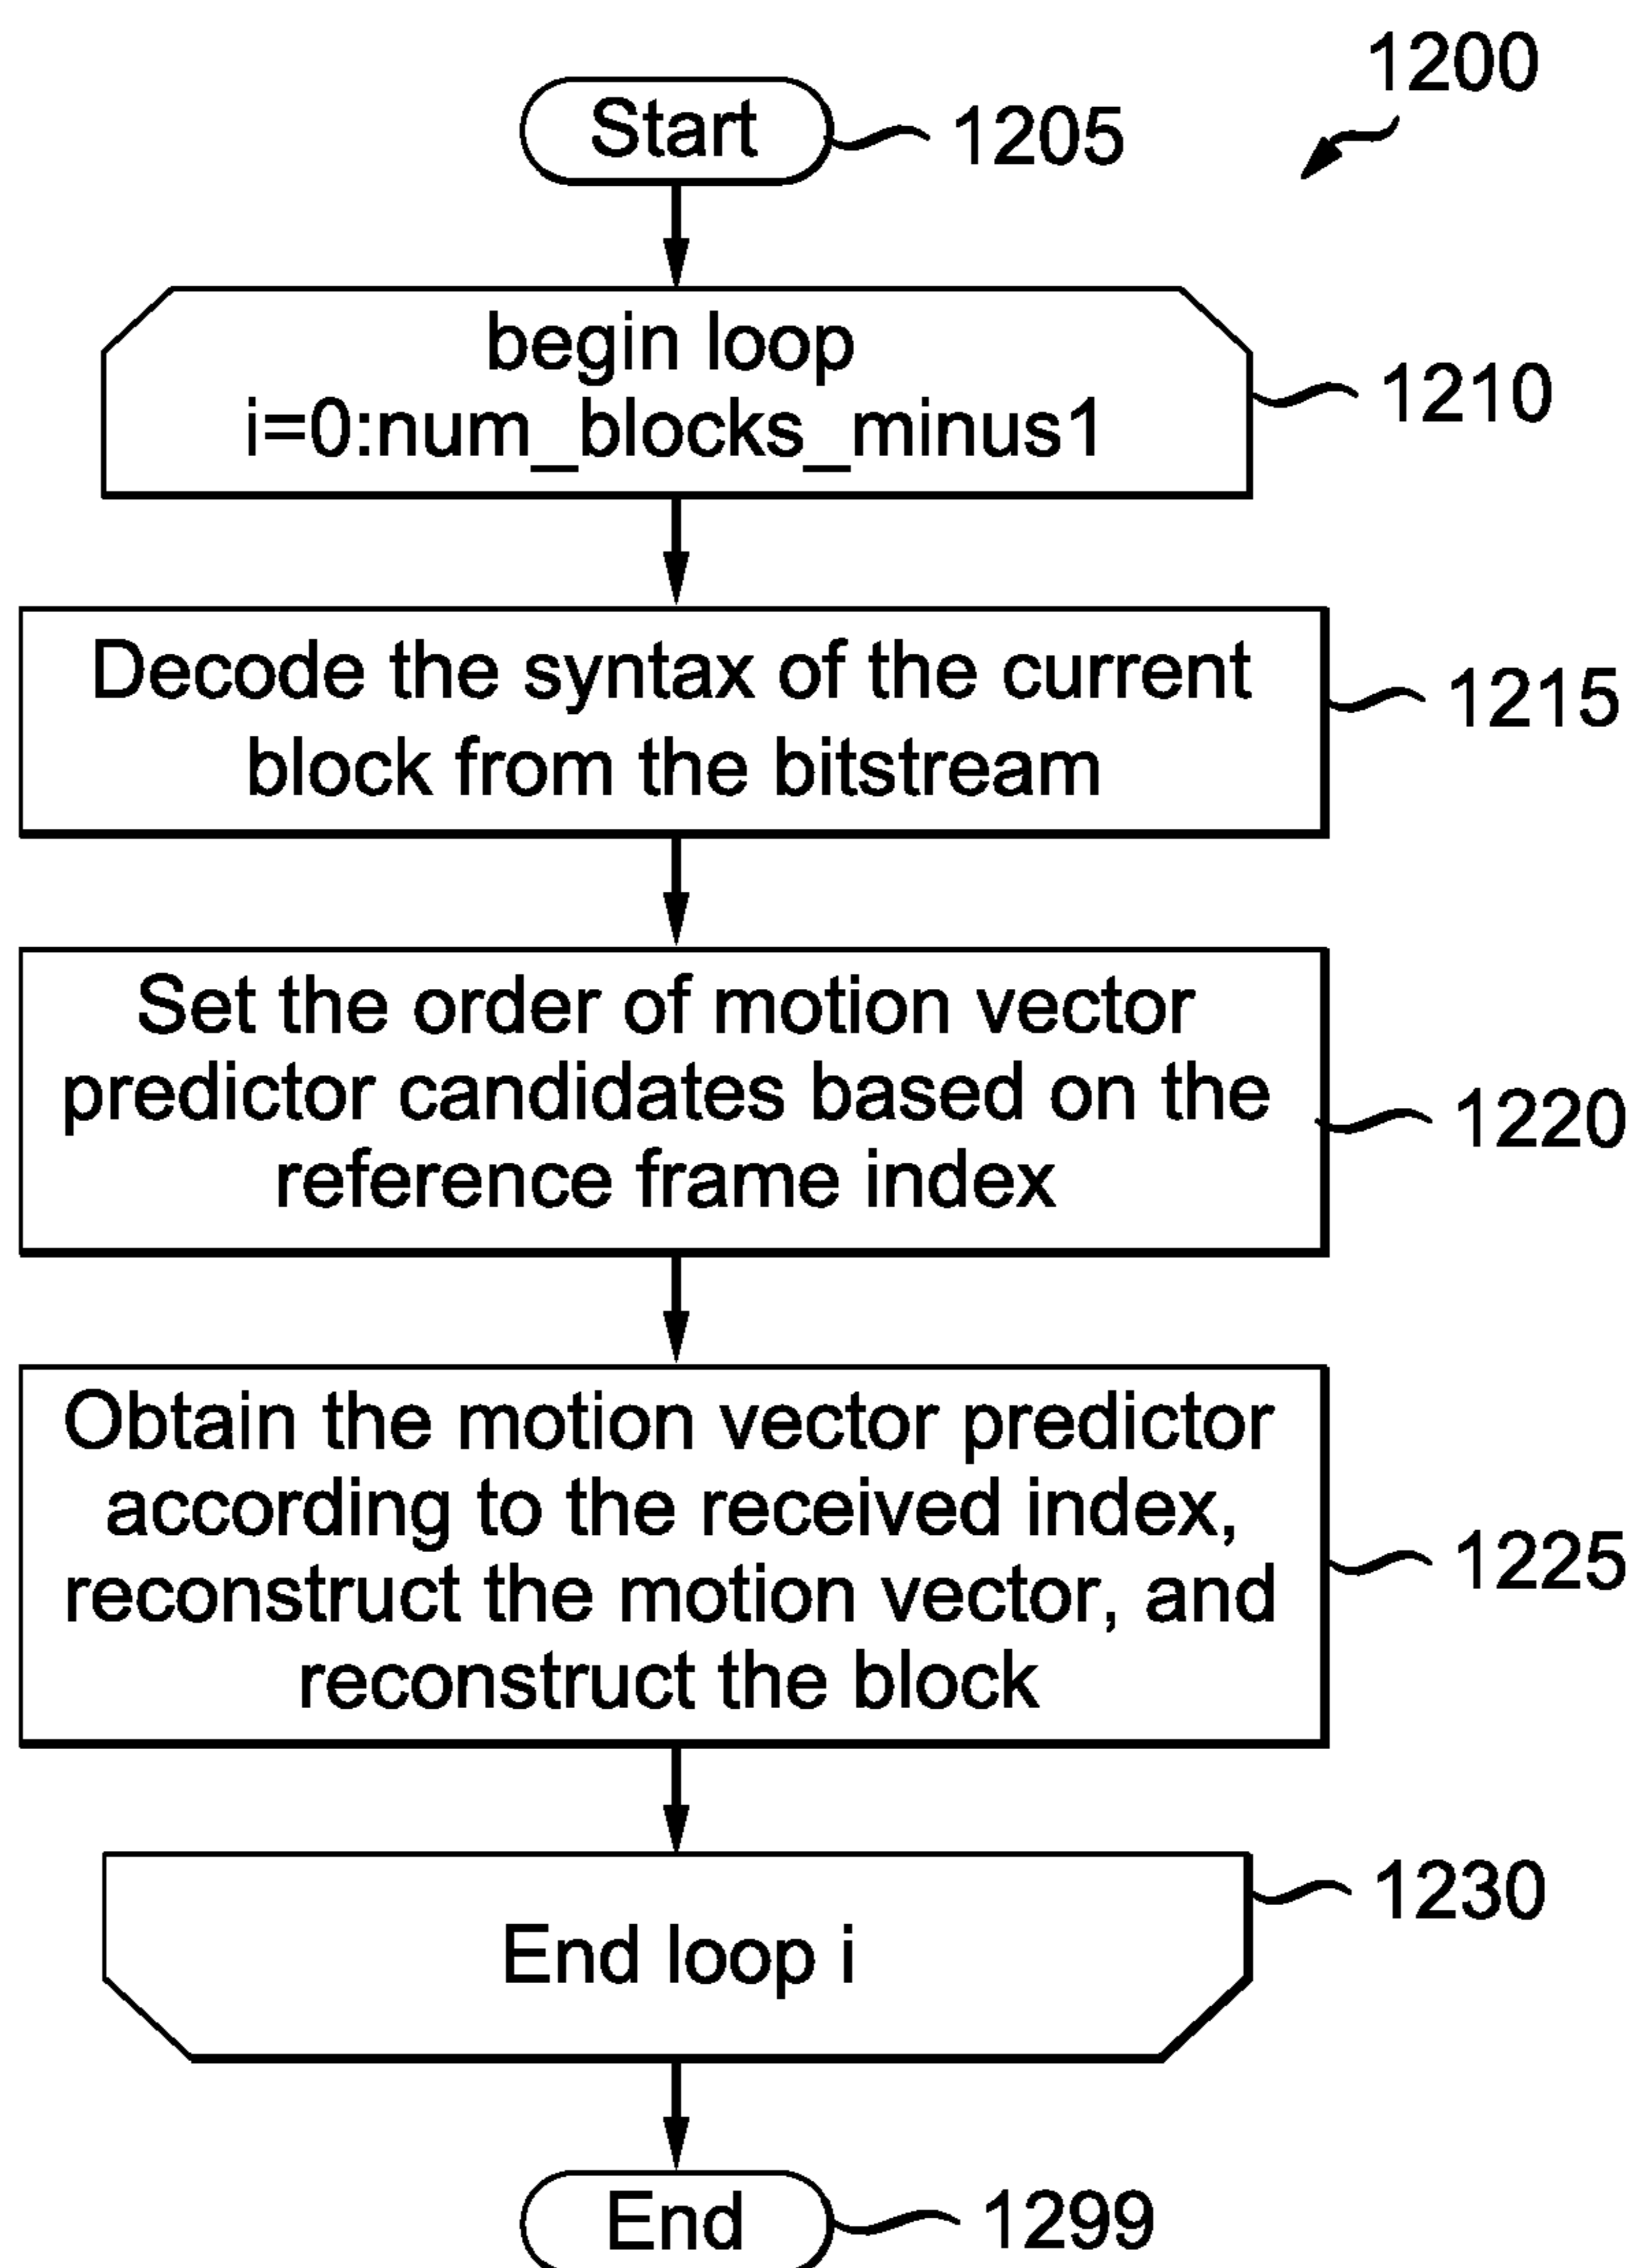 1200
Start
1205
begin loop
i=0:num_blocks_minus1
1210
Decode the syntax of the current
block from the bitstream
1215
Set the order of motion vector
predictor candidates based on the
reference frame index
1220
Obtain the motion vector predictor
according to the received index,
reconstruct the motion vector, and
reconstruct the block
1225
End loop i
1230
End
1299